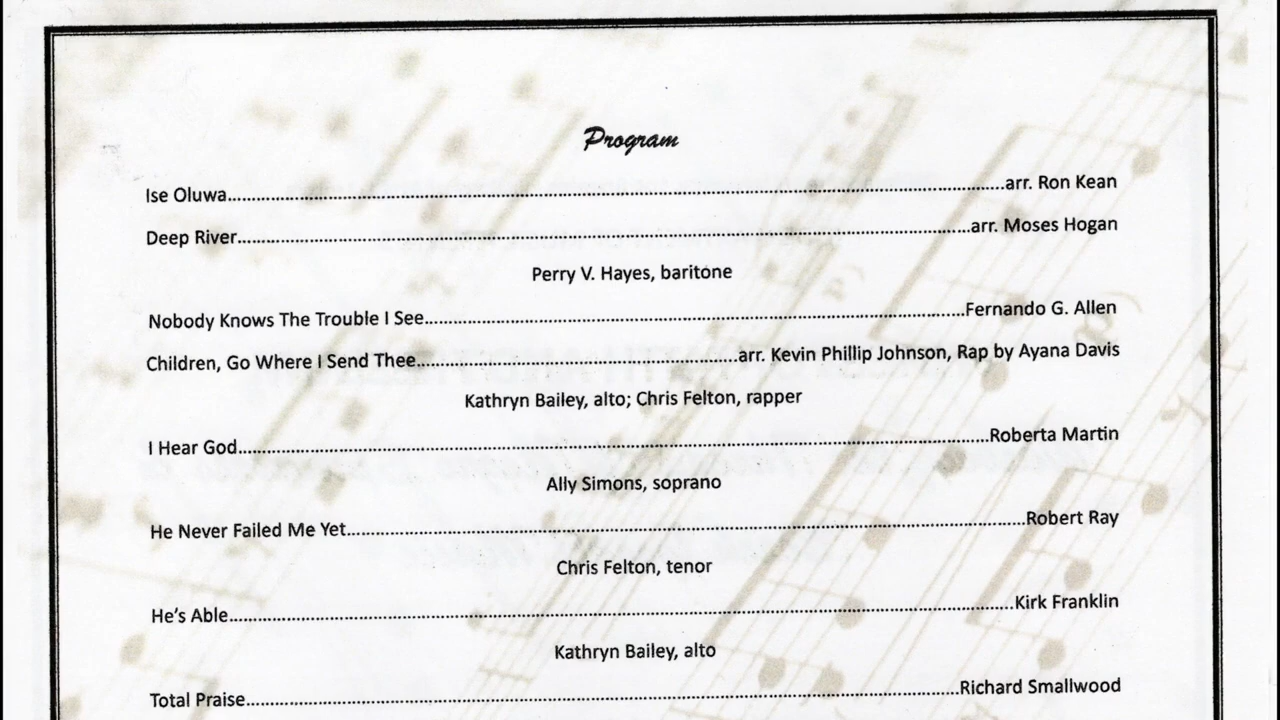 Program
Ise Oluwa........................................arr. Ron Kean
Deep River........................................arr. Moses Hogan
Perry V. Hayes, baritone
Nobody Knows The Trouble I See........................................Fernando G. Allen
Children, Go Where I Send Thee........................................arr. Kevin Phillip Johnson, Rap by Ayana Davis
Kathryn Bailey, alto; Chris Felton, rapper
I Hear God........................................Roberta Martin
Ally Simons, soprano
He Never Failed Me Yet........................................Robert Ray
Chris Felton, tenor
He's Able........................................Kirk Franklin
Kathryn Bailey, alto
Total Praise........................................Richard Smallwood